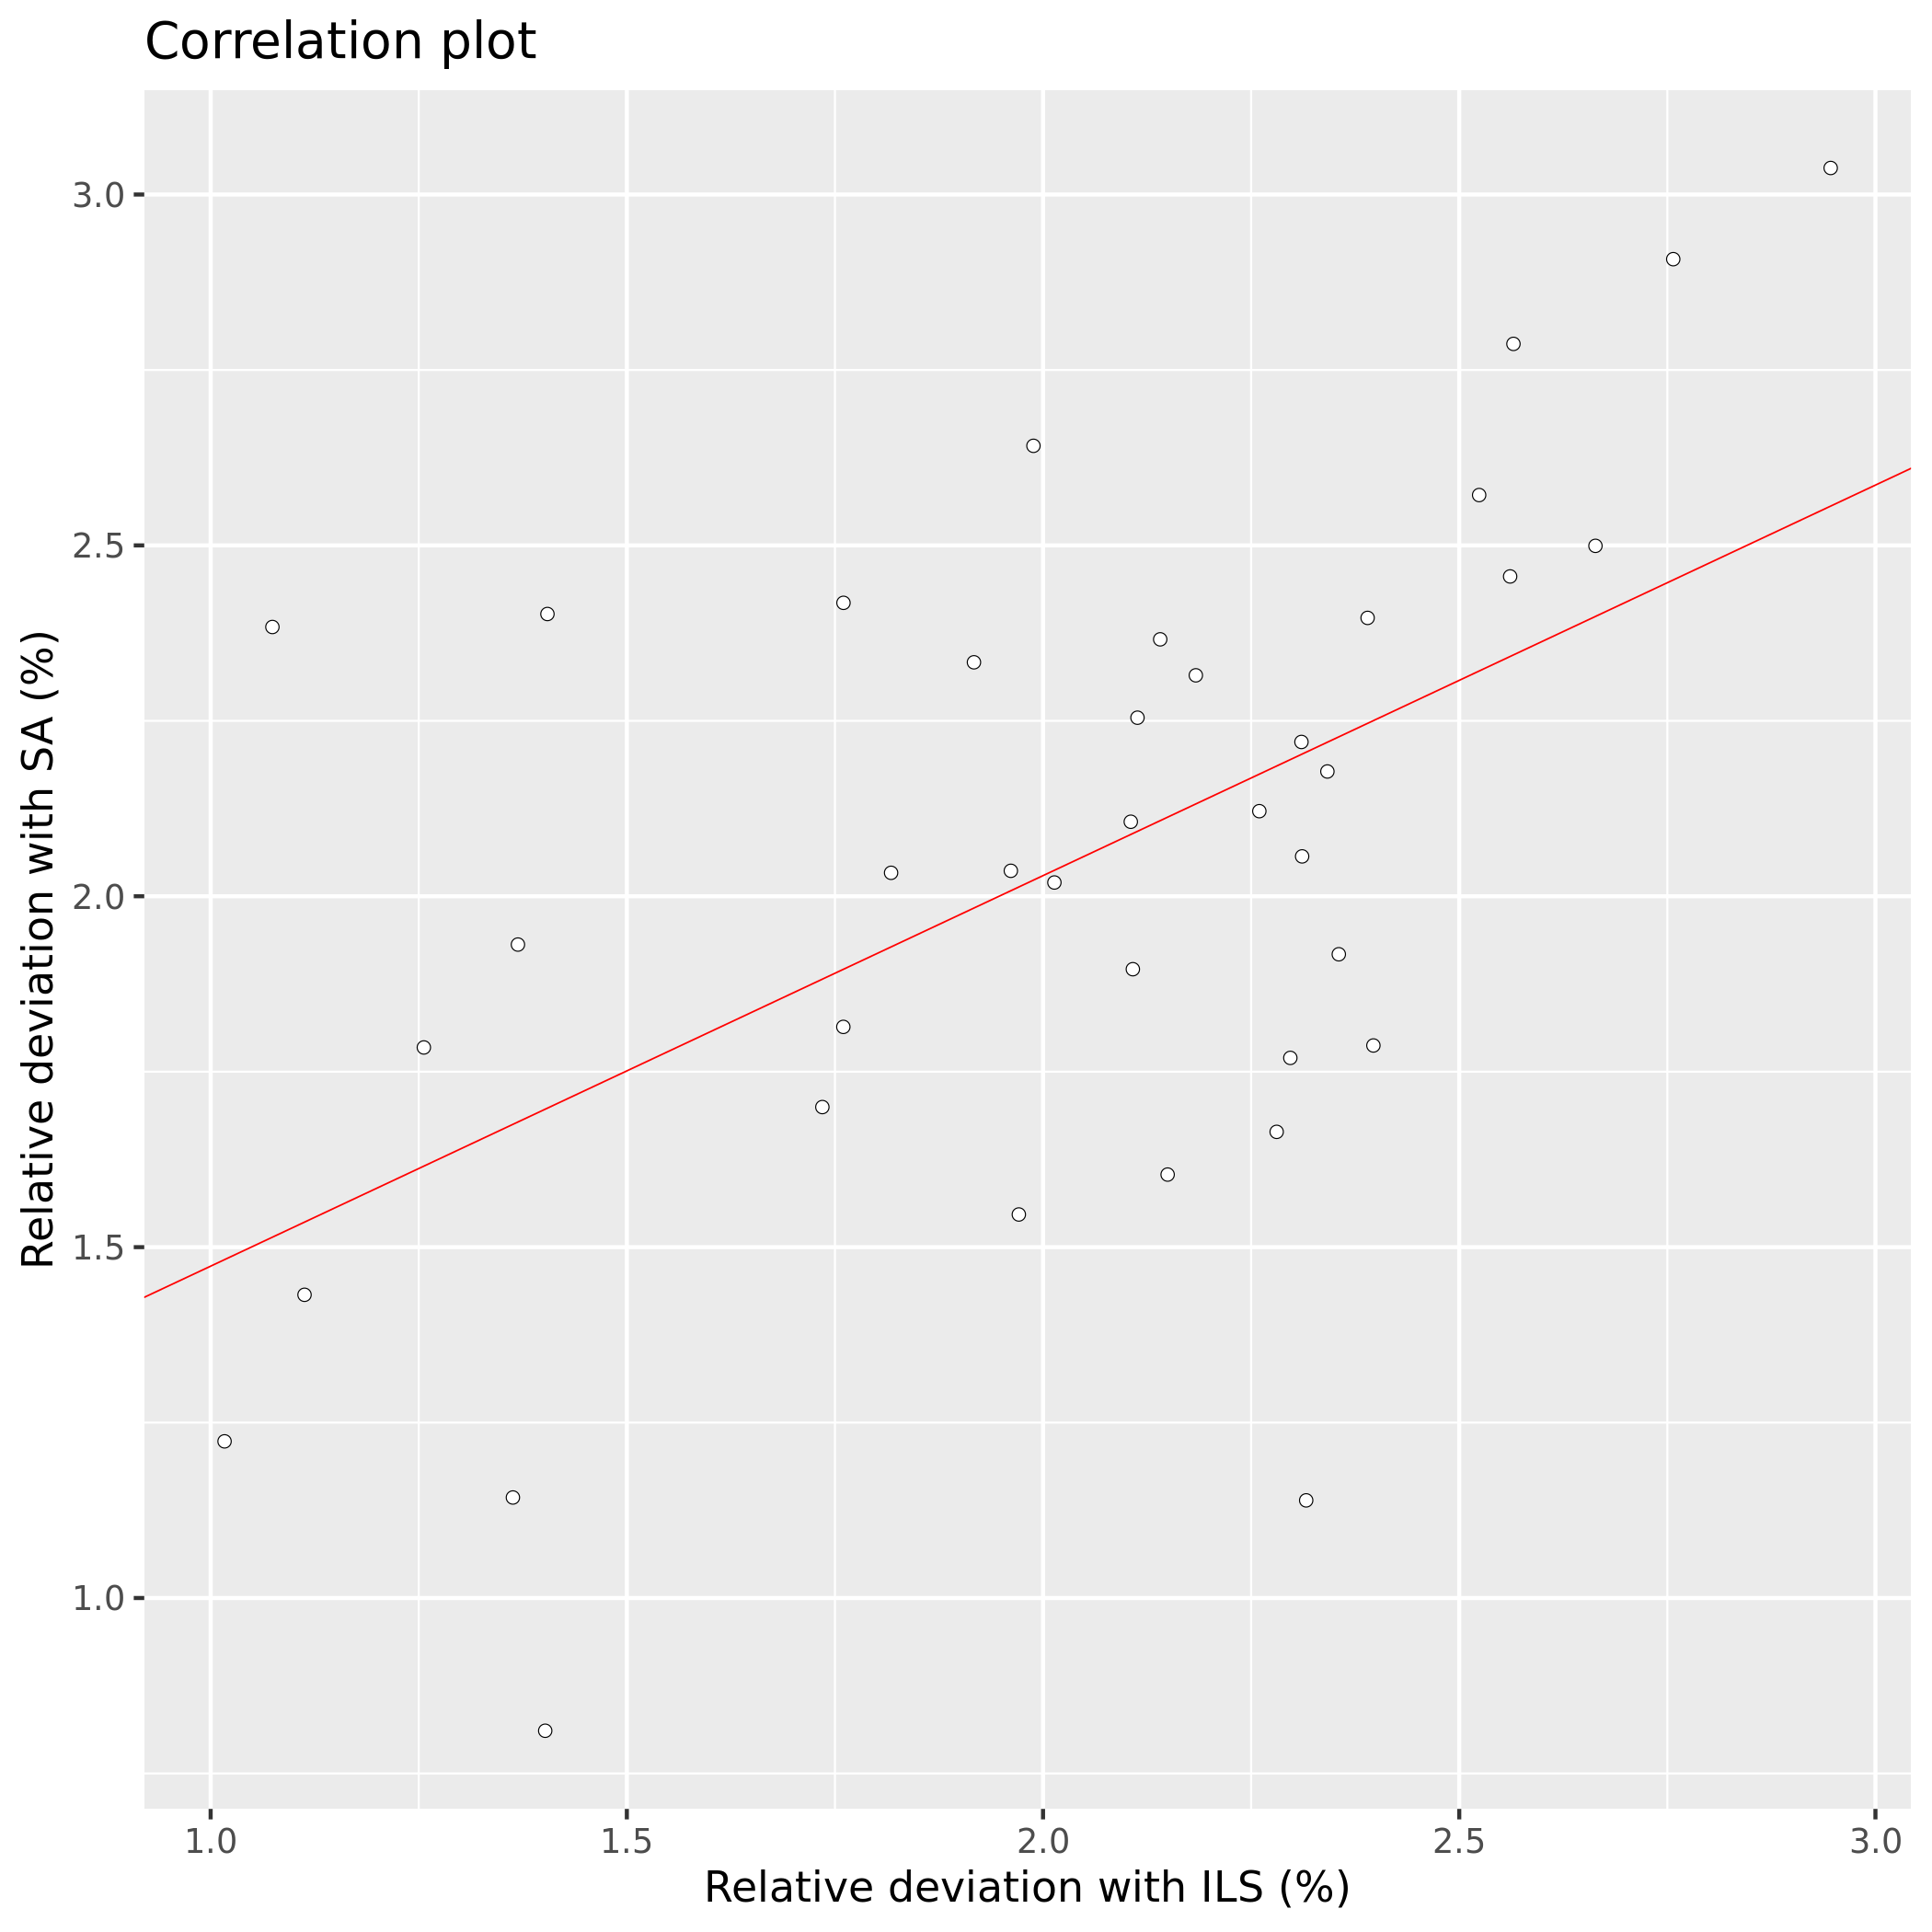 Correlation plot
3.0
2.5
2.0
1.5
1.0
Relative deviation with SA (%)
1.0 1.5 2.0 2.5 3.0
Relative deviation with ILS (%)